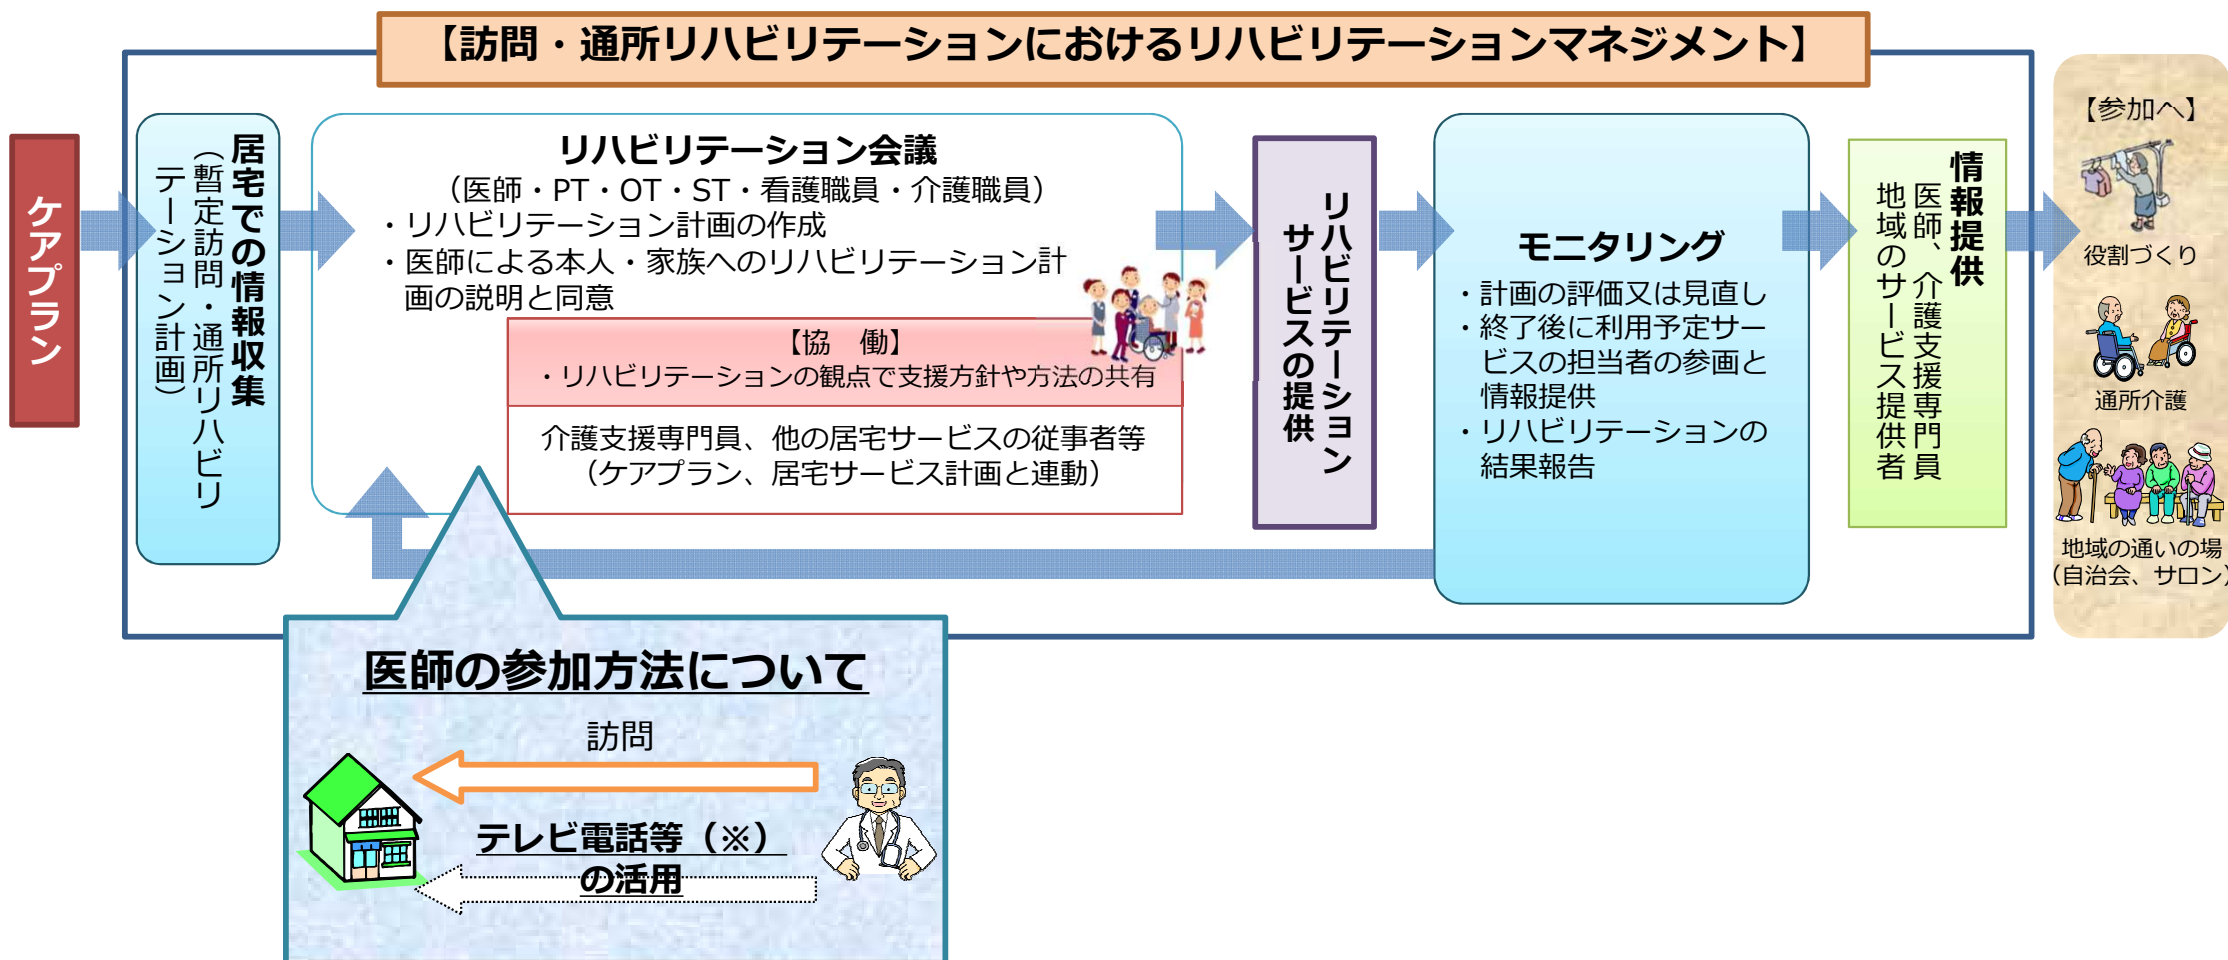 【訪問・通所リハビリテーションにおけるリハビリテーションマネジメント】
ケアプラン
居宅での情報収集
（暫定訪問・通所リハビリ
テーション計画）
リハビリテーション会議
（医師・PT・OT・ST・看護職員・介護職員）
・リハビリテーション計画の作成
・医師による本人・家族へのリハビリテーション計
画の説明と同意
【協　働】
・リハビリテーションの観点で支援方針や方法の共有
介護支援専門員、他の居宅サービスの従事者等
（ケアプラン、居宅サービス計画と連動）
リハビリテーション
サービスの提供
モニタリング
・計画の評価又は見直し
・終了後に利用予定サー
ビスの担当者の参画と
情報提供
・リハビリテーションの
結果報告
情報提供
医師、介護支援専門員
地域のサービス提供者
【参加へ】
役割づくり
通所介護
地域の通いの場
（自治会、サロン）
医師の参加方法について
訪問
テレビ電話等（※）
の活用